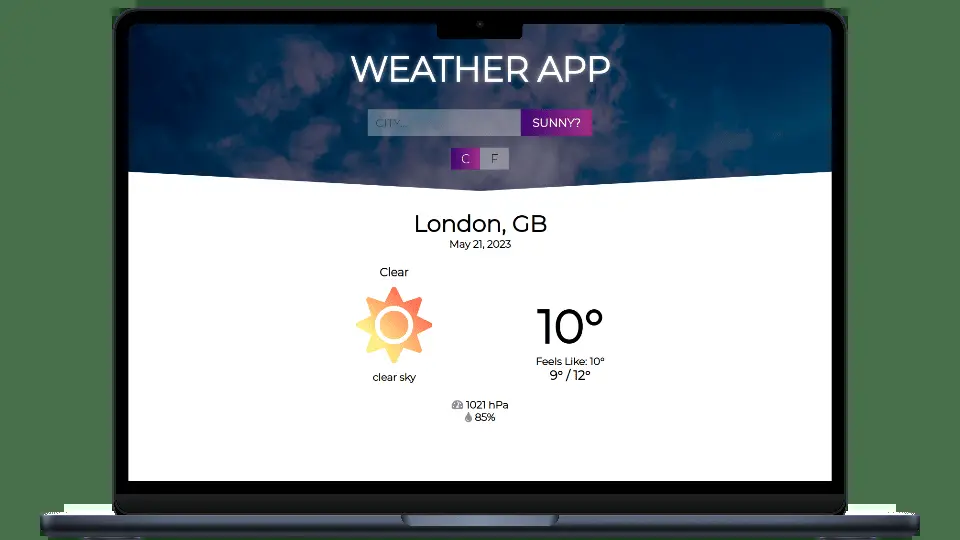 WEATHER APP
CITY...
SUNNY?
C F
London, GB
May 21, 2023
Clear
clear sky
10°
Feels Like: 10°
9° / 12°
1021 hPa
85%